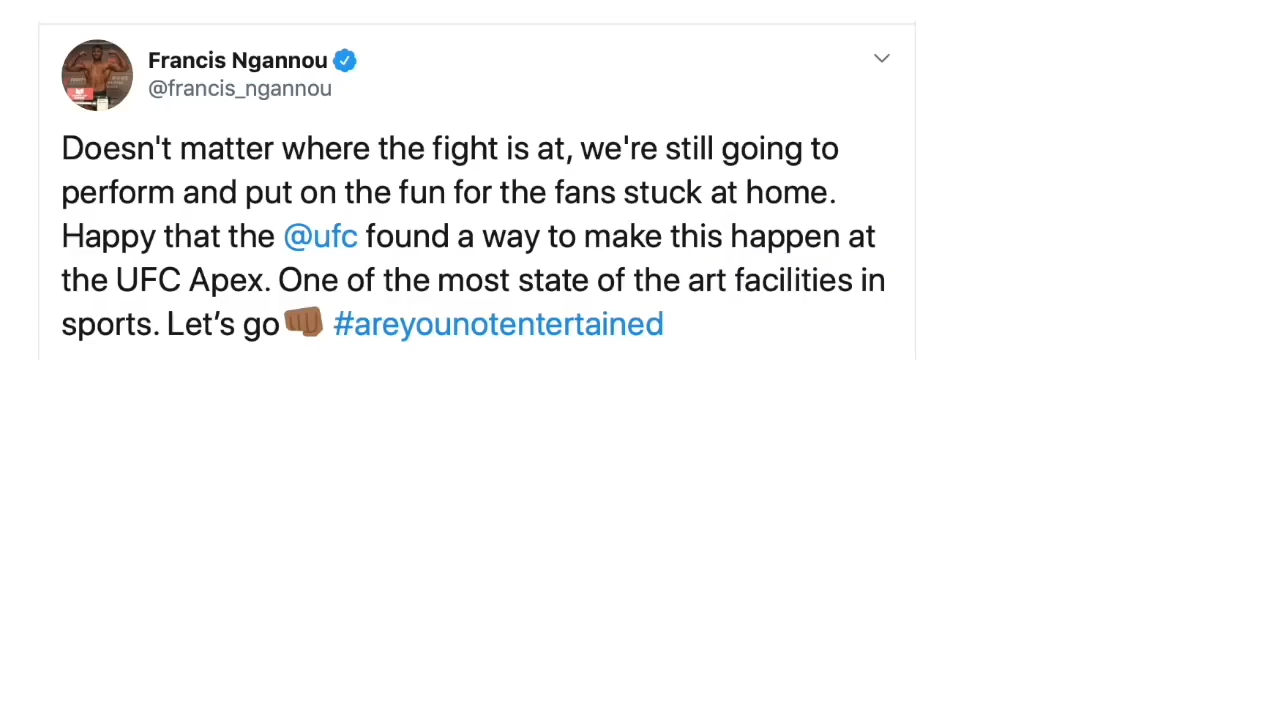 Francis Ngannou
@francis_ngannou
Doesn't matter where the fight is at, we're still going to
perform and put on the fun for the fans stuck at home.
Happy that the @ufc found a way to make this happen at
the UFC Apex. One of the most state of the art facilities in
sports. Let’s go👊🏾 #areyounotentertained